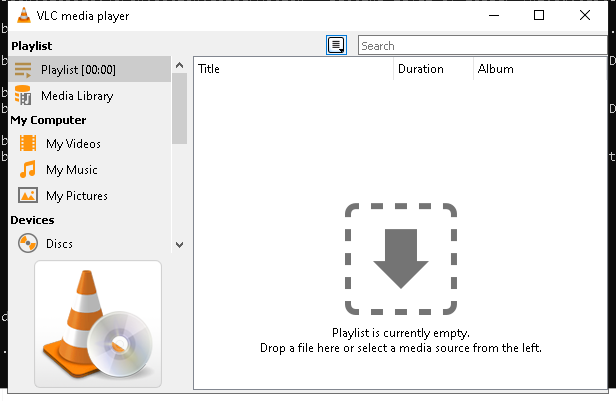 VLC media player
Playlist
Search
Playlist [00:00]
Title Duration Album
Media Library
My Computer
My Videos
My Music
My Pictures
Devices
Discs
Playlist is currently empty.
Drop a file here or select a media source from the left.